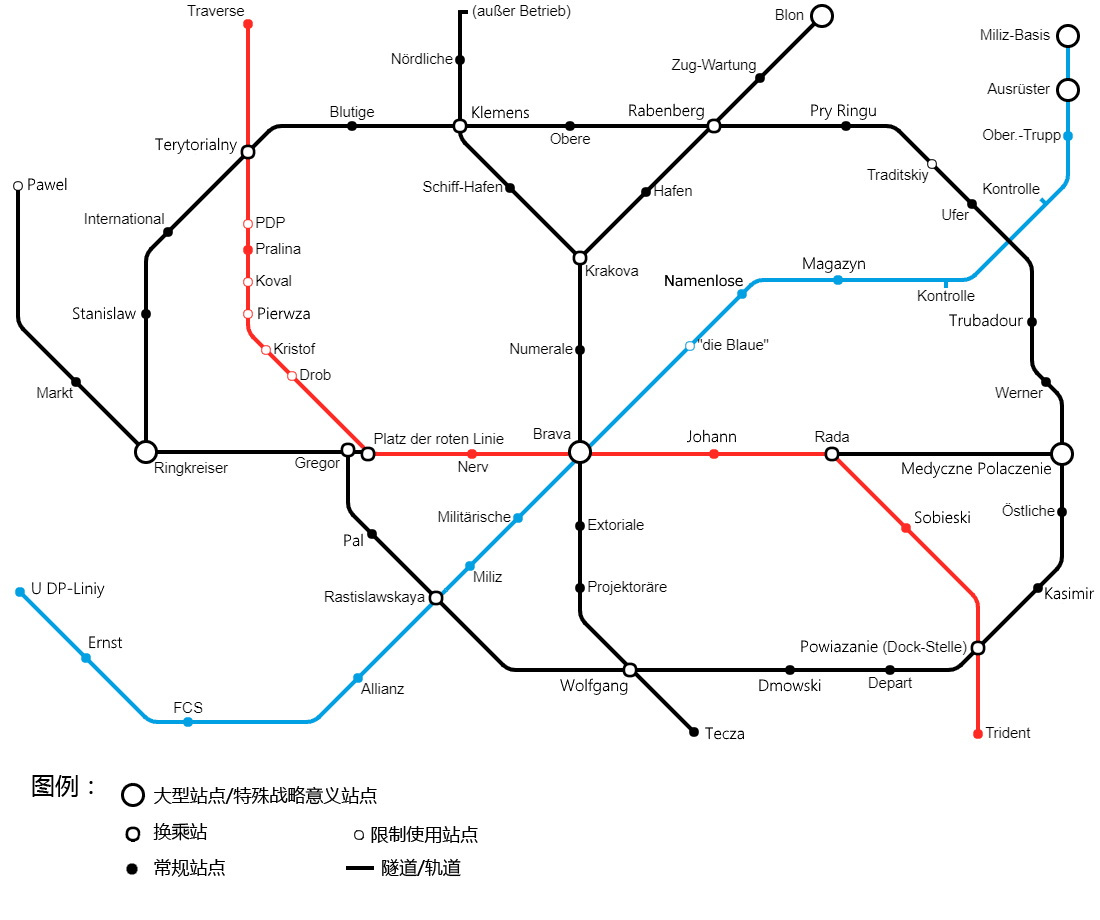 Traverse
(außer Betrieb)
Blon
Miliz-Basis
Nördliche
Zug-Wartung
Ausrüster
Blutige
Klemens
Rabenberg
Pry Ringu
Ober.-Trupp
Obere
Terytorialny
Traditskiy
Pawel
Schiff-Hafen
Hafen
Kontrolle
Ufer
International
PDP
Pralina
Krakova
Magazyn
Koval
Namenlose
Kontrolle
Stanislaw
Pierwza
Trubadour
Kristof
Numerale
"die Blaue"
Drob
Markt
Werner
Platz der roten Linie
Brava
Johann
Rada
Ringkreiser
Gregor
Nerv
Medyczne Polaczenie
Militärische
Extoriale
Sobieski
Östliche
Pal
Miliz
U DP-Liniy
Rastislawskaya
Projektoräre
Kasimir
Ernst
Powiazanie (Dock-Stelle)
Allianz
Wolfgang
Dmowski
Depart
FCS
Tecza
Trident
图例：
大型站点/特殊战略意义站点
换乘站
限制使用站点
常规站点
隧道/轨道